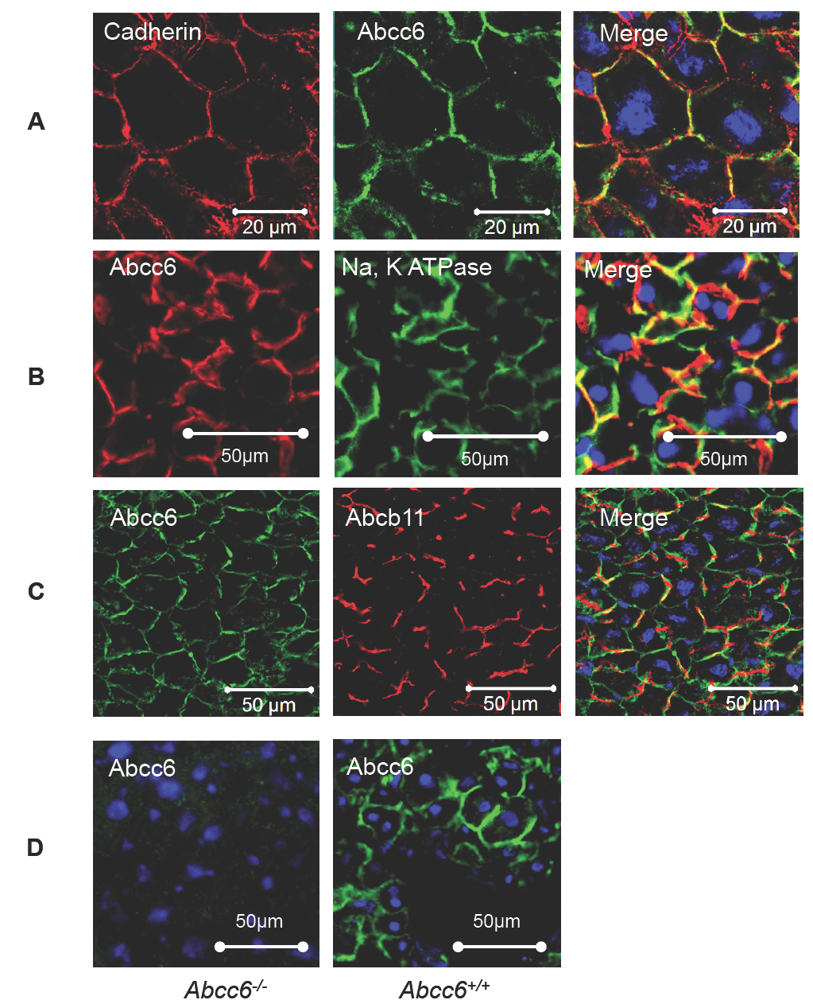 Cadherin Abcc6 Merge
A
20 µm 20 µm 20 µm
Abcc6 Na, K ATPase Merge
B
50µm 50µm 50µm
Abcc6 Abcb11 Merge
C
50 µm 50 µm 50 µm
Abcc6 Abcc6
D
50µm 50µm
Abcc6-/- Abcc6+/+